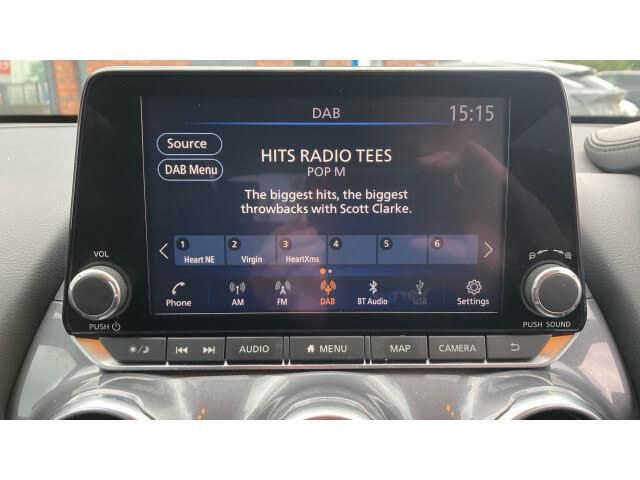 DAB 15:15
Source
HITS RADIO TEES
DAB Menu
POP M
The biggest hits, the biggest
throwbacks with Scott Clarke.
1 2 3 4 5 6
Heart NE Virgin HeartXms
Phone AM FM DAB BT Audio USB Settings
VOL
PUSH
PUSH SOUND
AUDIO MENU MAP CAMERA